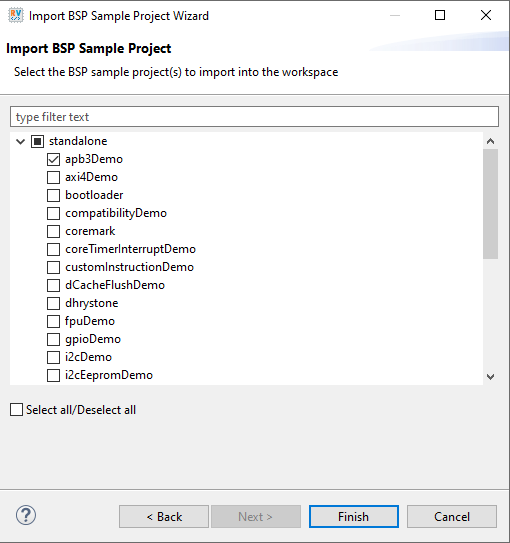 RV
Import BSP Sample Project Wizard
Import BSP Sample Project
Select the BSP sample project(s) to import into the workspace
type filter text
standalone
apb3Demo
axi4Demo
bootloader
compatibilityDemo
coremark
coreTimerInterruptDemo
customInstructionDemo
dCacheFlushDemo
dhrystone
fpuDemo
gpioDemo
i2cDemo
i2cEepromDemo
Select all/Deselect all
? < Back Next > Finish Cancel